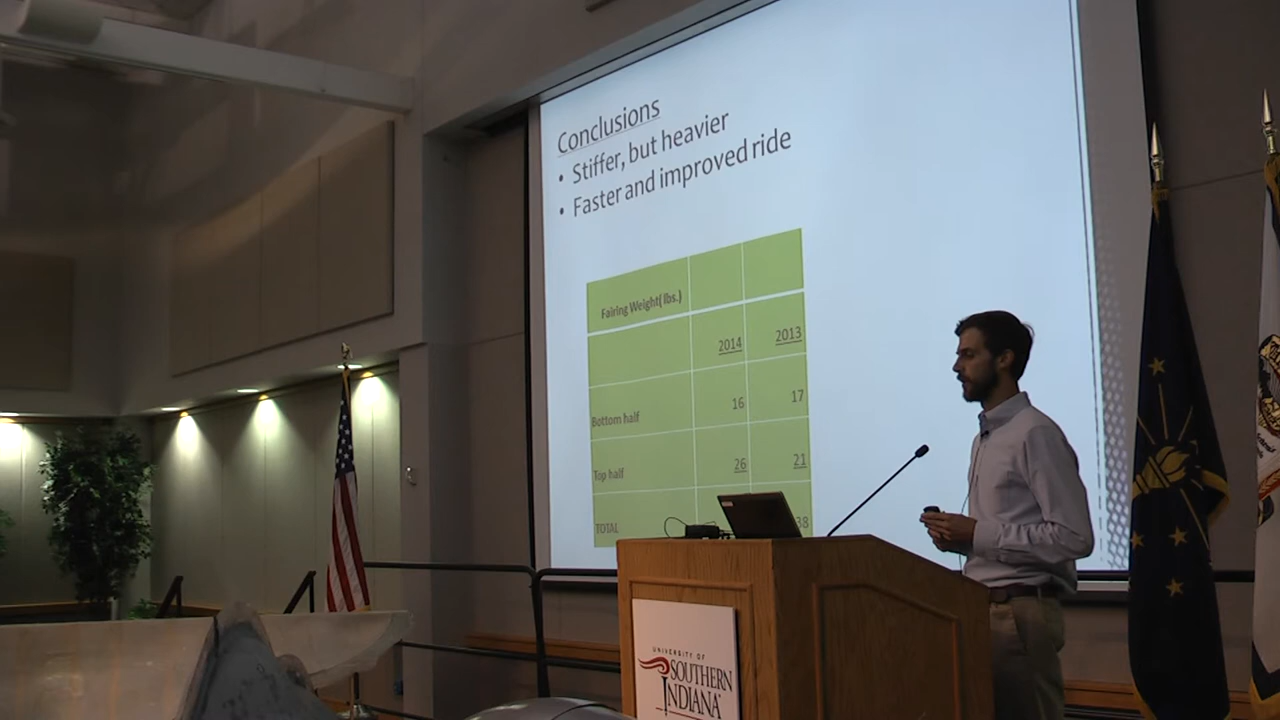 Conclusions
• Stiffer, but heavier
• Faster and improved ride
Fairing Weight( lbs.)
2014 2013
Bottom half 16 17
Top half 26 21
TOTAL 38
UNIVERSITY OF
SOUTHERN
INDIANA